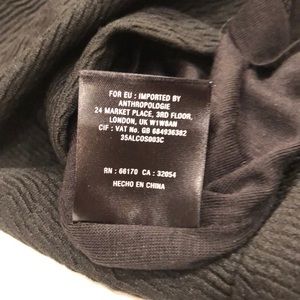 FOR EU : IMPORTED BY
ANTHROPOLOGIE
24 MARKET PLACE, 3RD FLOOR,
LONDON, UK W1W8AN
CIF : VAT No. GB 684936382
35ALCOS003C
RN : 66170 CA : 32054
HECHO EN CHINA